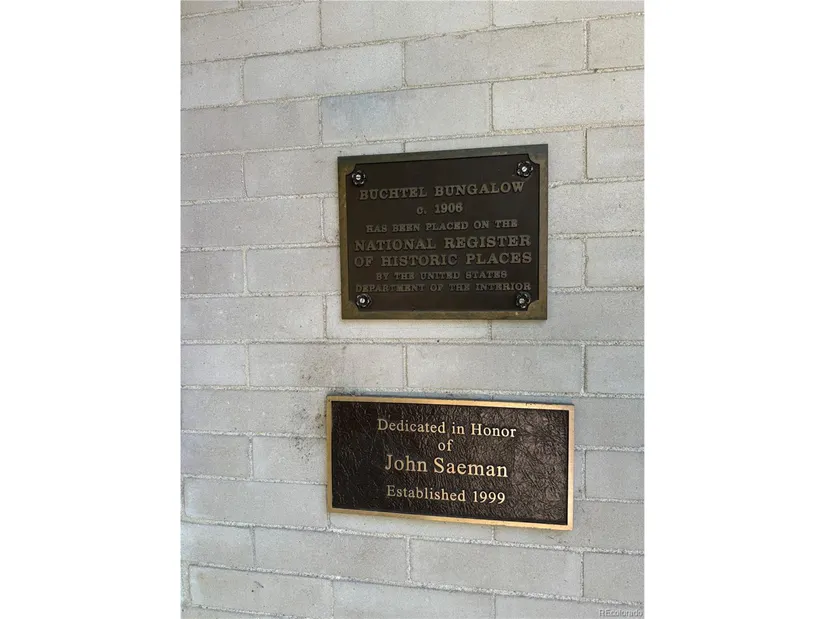 BUCHTEL BUNGALOW
c. 1906
HAS BEEN PLACED ON THE
NATIONAL REGISTER
OF HISTORIC PLACES
BY THE UNITED STATES
DEPARTMENT OF THE INTERIOR
Dedicated in Honor
of
John Saeman
Established 1999
REcolorado